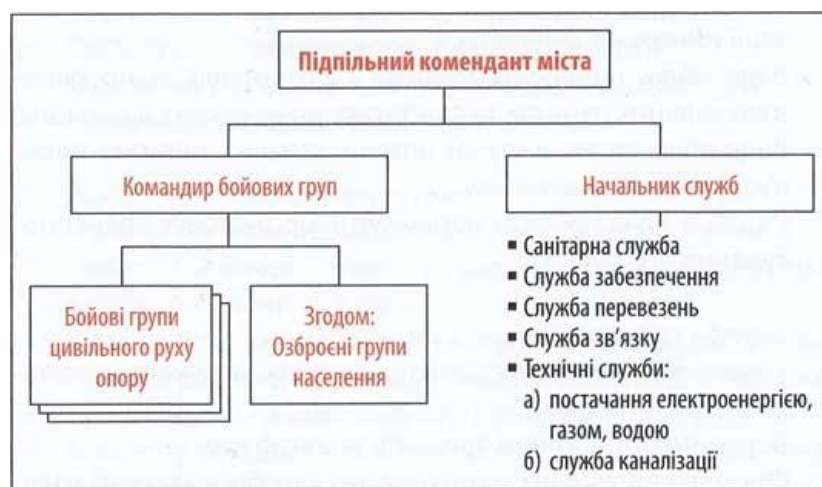 Підпільний комендант міста
Командир бойових груп
Начальник служб
Бойові групи
цивільного руху
опору
Згодом:
Озброєні групи
населення
▪ Санітарна служба
▪ Служба забезпечення
▪ Служба перевезень
▪ Служба зв'язку
▪ Технічні служби:
а) постачання електроенергією,
газом, водою
б) служба каналізації